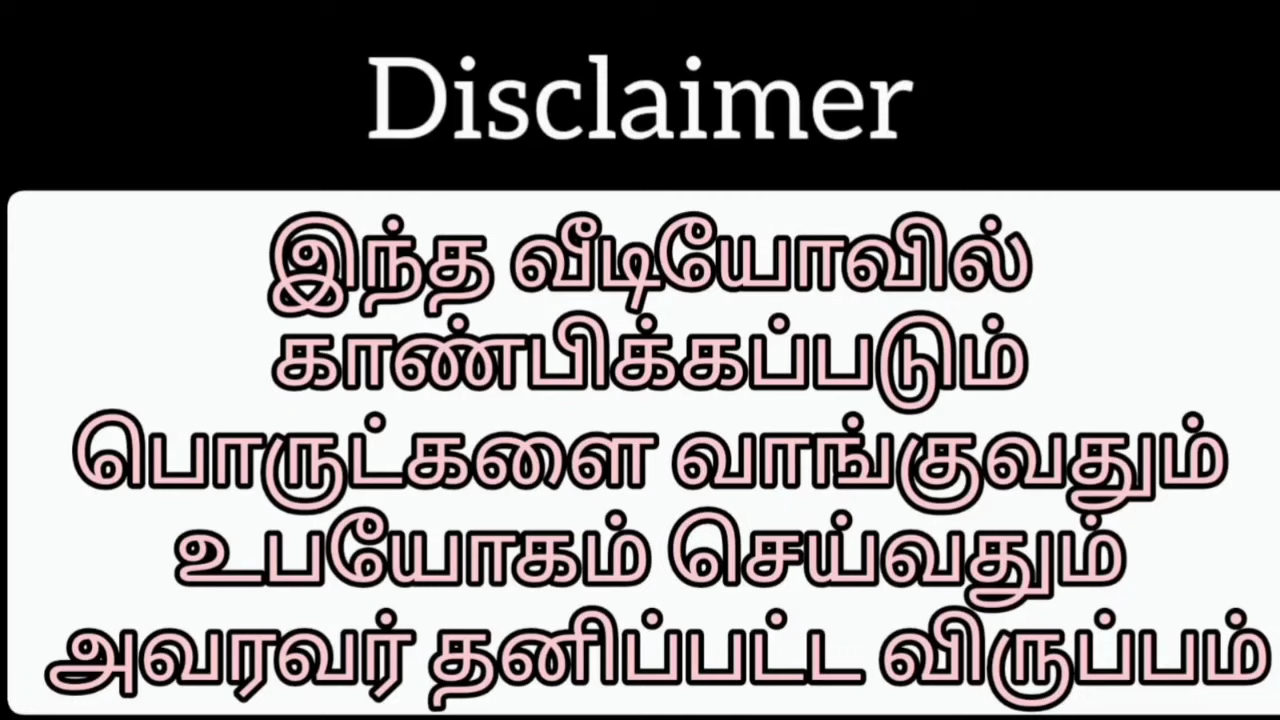 Disclaimer
இந்த வீடியோவில்
காண்பிக்கப்படும்
பொருட்களை வாங்குவதும்
உபயோகம் செய்வதும்
அவரவர் தனிப்பட்ட விருப்பம்